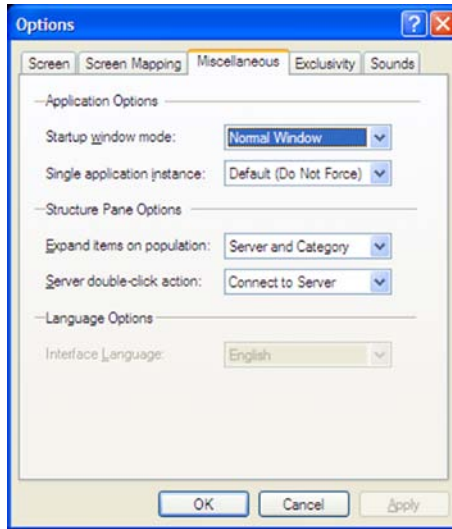 Options
Screen Screen Mapping Miscellaneous Exclusivity Sounds
Application Options
Startup window mode: Normal Window
Single application instance: Default (Do Not Force)
Structure Pane Options
Expand items on population: Server and Category
Server double-click action: Connect to Server
Language Options
Interface Language: English
OK Cancel Apply